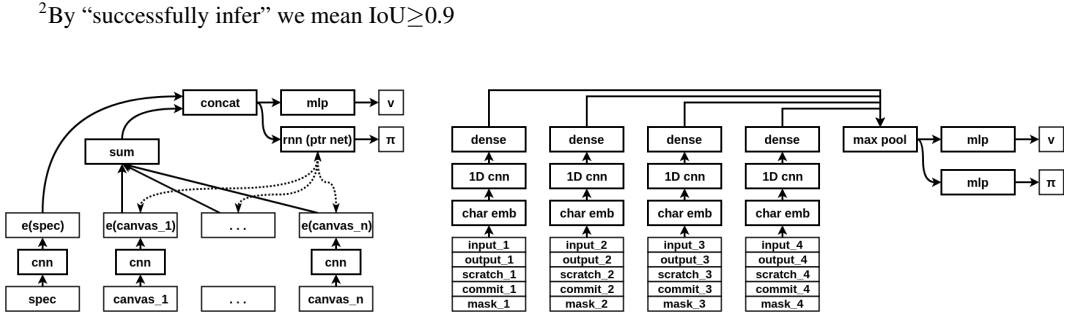 ²By “successfully infer” we mean IoU≥0.9
concat mlp v
rnn (ptr net) π
sum
e(spec) e(canvas_1) . . . e(canvas_n)
cnn cnn cnn
spec canvas_1 . . . canvas_n
dense dense dense dense max pool mlp v
1D cnn 1D cnn 1D cnn 1D cnn mlp π
char emb char emb char emb char emb
input_1 input_2 input_3 input_4
output_1 output_2 output_3 output_4
scratch_1 scratch_2 scratch_3 scratch_4
commit_1 commit_2 commit_3 commit_4
mask_1 mask_2 mask_3 mask_4